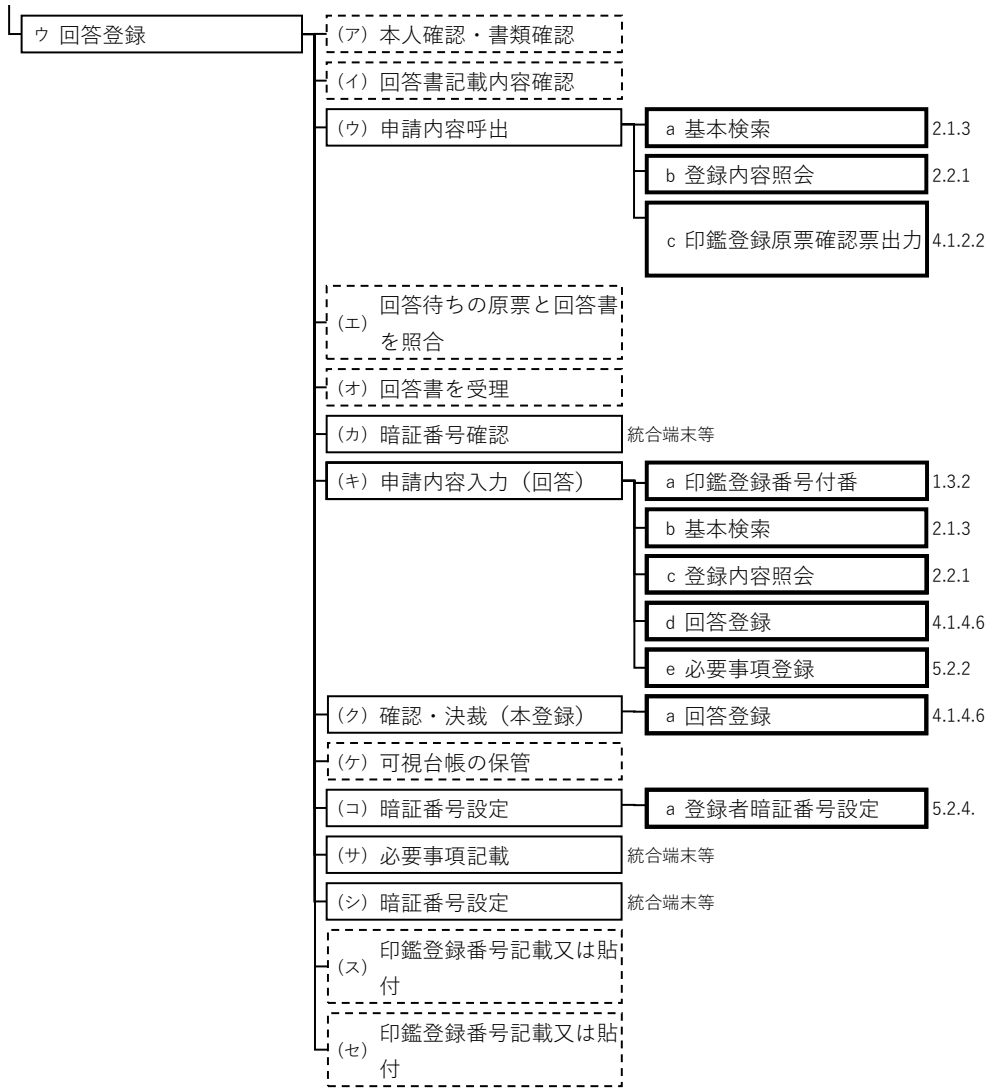 ウ 回答登録
(ア) 本人確認・書類確認
(イ) 回答書記載内容確認
(ウ) 申請内容呼出
a 基本検索 2.1.3
b 登録内容照会 2.2.1
c 印鑑登録原票確認票出力 4.1.2.2
(エ) 回答待ちの原票と回答書
を照合
(オ) 回答書を受理
(カ) 暗証番号確認 統合端末等
(キ) 申請内容入力（回答）
a 印鑑登録番号付番 1.3.2
b 基本検索 2.1.3
c 登録内容照会 2.2.1
d 回答登録 4.1.4.6
e 必要事項登録 5.2.2
(ク) 確認・決裁（本登録）
a 回答登録 4.1.4.6
(ケ) 可視台帳の保管
(コ) 暗証番号設定
a 登録者暗証番号設定 5.2.4.
(サ) 必要事項記載 統合端末等
(シ) 暗証番号設定 統合端末等
(ス) 印鑑登録番号記載又は貼
付
(セ) 印鑑登録番号記載又は貼
付